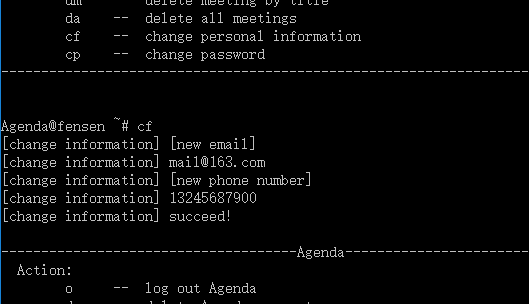 dm -- delete meeting by title
da -- delete all meetings
cf -- change personal information
cp -- change password
----------------------------------------------------------------
Agenda@fensen ~# cf
[change information] [new email]
[change information] mail@163.com
[change information] [new phone number]
[change information] 13245687900
[change information] succeed!
-----------------------------------Agenda-----------------------
Action:
o -- log out Agenda